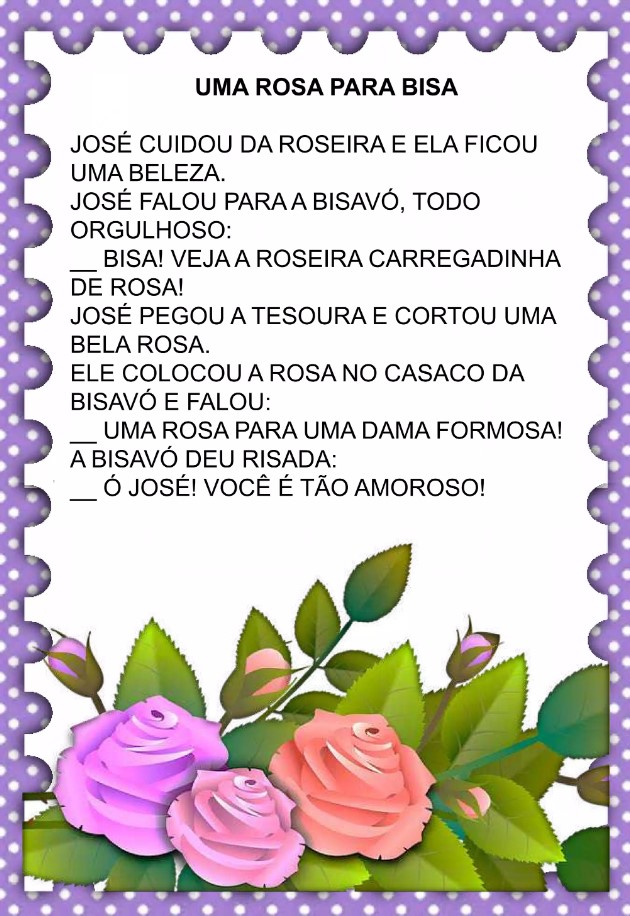 UMA ROSA PARA BISA
JOSÉ CUIDOU DA ROSEIRA E ELA FICOU
UMA BELEZA.
JOSÉ FALOU PARA A BISAVÓ, TODO
ORGULHOSO:
__ BISA! VEJA A ROSEIRA CARREGADINHA
DE ROSA!
JOSÉ PEGOU A TESOURA E CORTOU UMA
BELA ROSA.
ELE COLOCOU A ROSA NO CASACO DA
BISAVÓ E FALOU:
__ UMA ROSA PARA UMA DAMA FORMOSA!
A BISAVÓ DEU RISADA:
__ Ó JOSÉ! VOCÊ É TÃO AMOROSO!